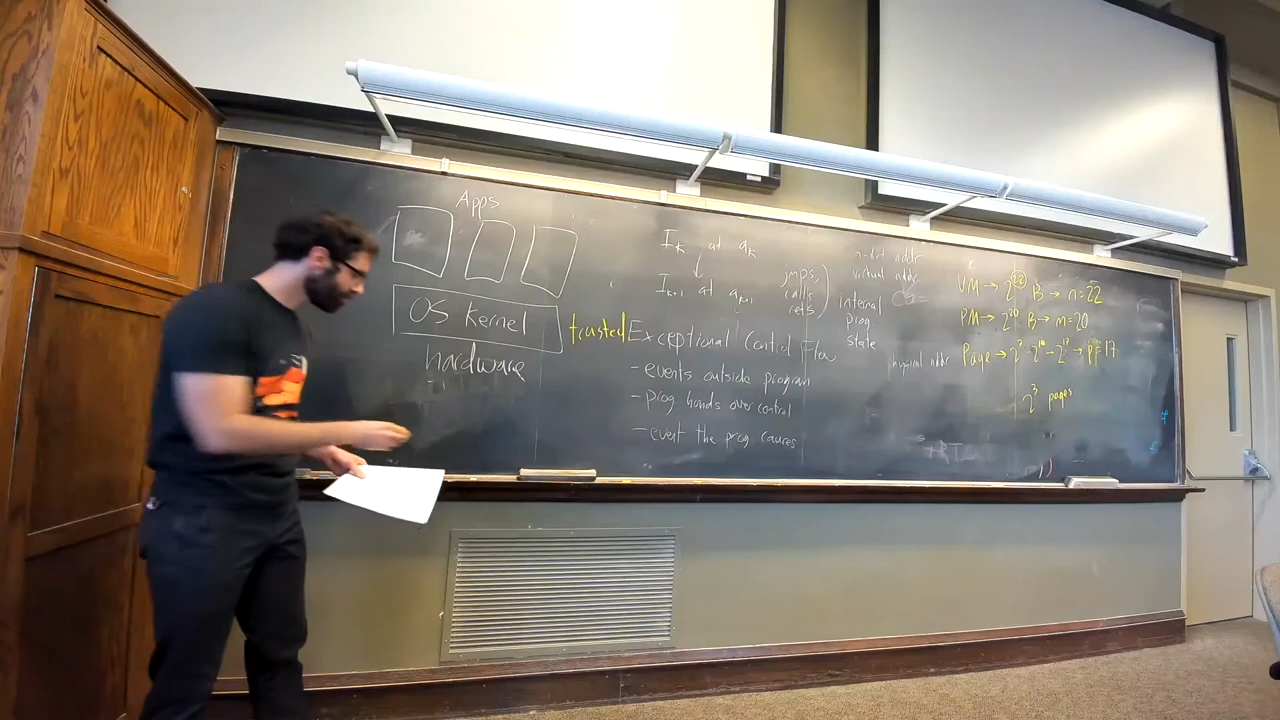 Apps
OS Kernel
trusted
hardware
I_K at a_K
↓
I_K+1 at a_K+1
jmps,
calls
rets
internal
prog
state
Exceptional Control Flow
- events outside program
- prog hands over control
- event the prog causes
n-bit addr
virtual addr
physical addr
VM → 2^22 B → n=22
PM → 2^20 B → m=20
Page → 2^7 · 2^10 → 2^17 →
2^3 pages